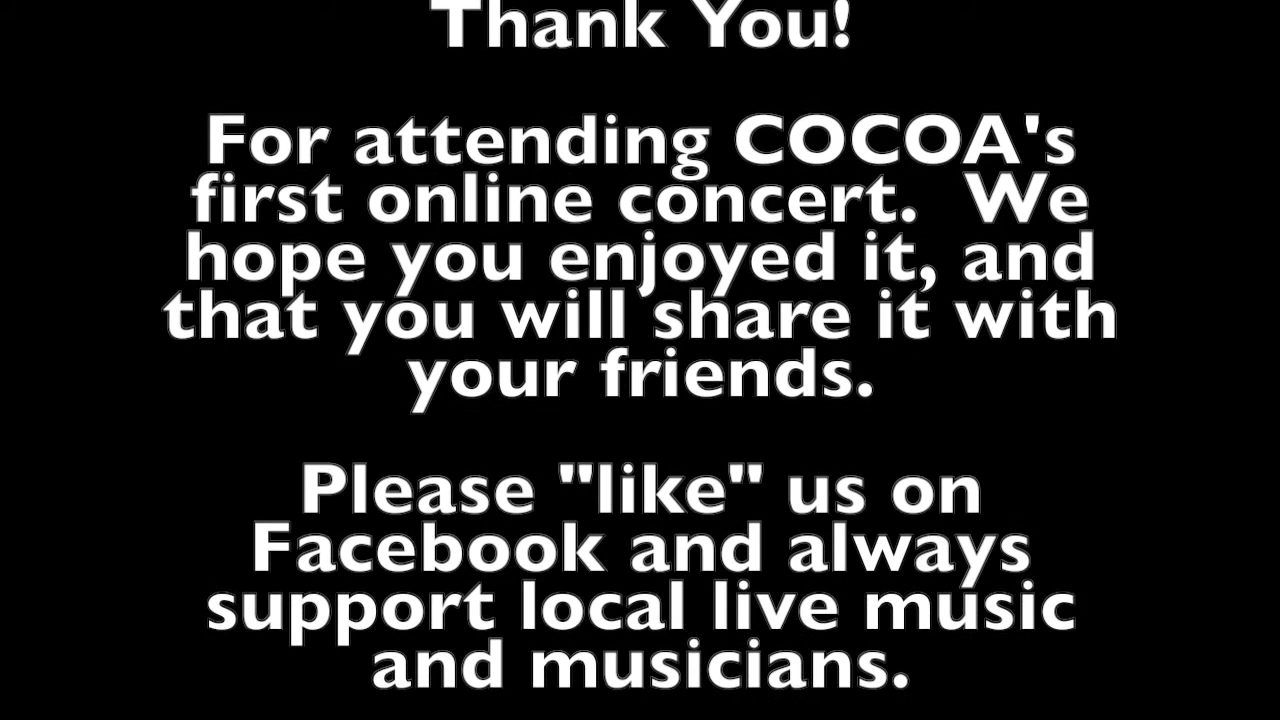 Thank You!
For attending COCOA's
first online concert.  We
hope you enjoyed it, and
that you will share it with
your friends.
Please "like" us on
Facebook and always
support local live music
and musicians.